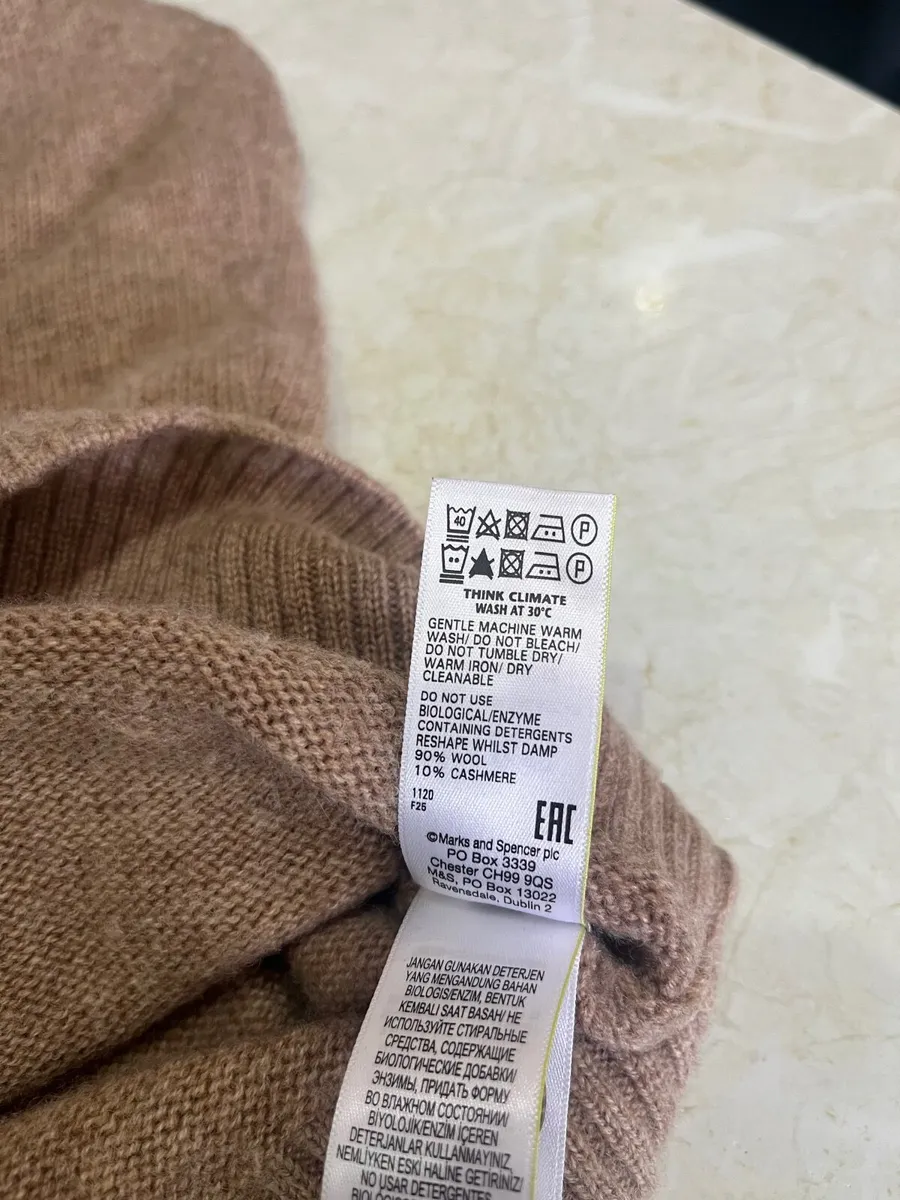 40 P
P
THINK CLIMATE
WASH AT 30°C
GENTLE MACHINE WARM
WASH/ DO NOT BLEACH/
DO NOT TUMBLE DRY/
WARM IRON/ DRY
CLEANABLE
DO NOT USE
BIOLOGICAL/ENZYME
CONTAINING DETERGENTS
RESHAPE WHILST DAMP
90% WOOL
10% CASHMERE
1120
F25
EAC
©Marks and Spencer plc
PO Box 3339
Chester CH99 9QS
M&S, PO Box 13022
Ravensdale, Dublin 2
JANGAN GUNAKAN DETERJEN
YANG MENGANDUNG BAHAN
BIOLOGIS/ENZIM, BENTUK
KEMBALI SAAT BASAH/ НЕ
ИСПОЛЬЗУЙТЕ СТИРАЛЬНЫЕ
СРЕДСТВА, СОДЕРЖАЩИЕ
БИОЛОГИЧЕСКИЕ ДОБАВКИ/
ЭНЗИМЫ, ПРИДАТЬ ФОРМУ
ВО ВЛАЖНОМ СОСТОЯНИИ/
BİYOLOJİK/ENZİM İÇEREN
DETERJANLAR KULLANMAYINIZ,
NEMLİYKEN ESKİ HALİNE GETİRİNİZ/
NO USAR DETERGENTES